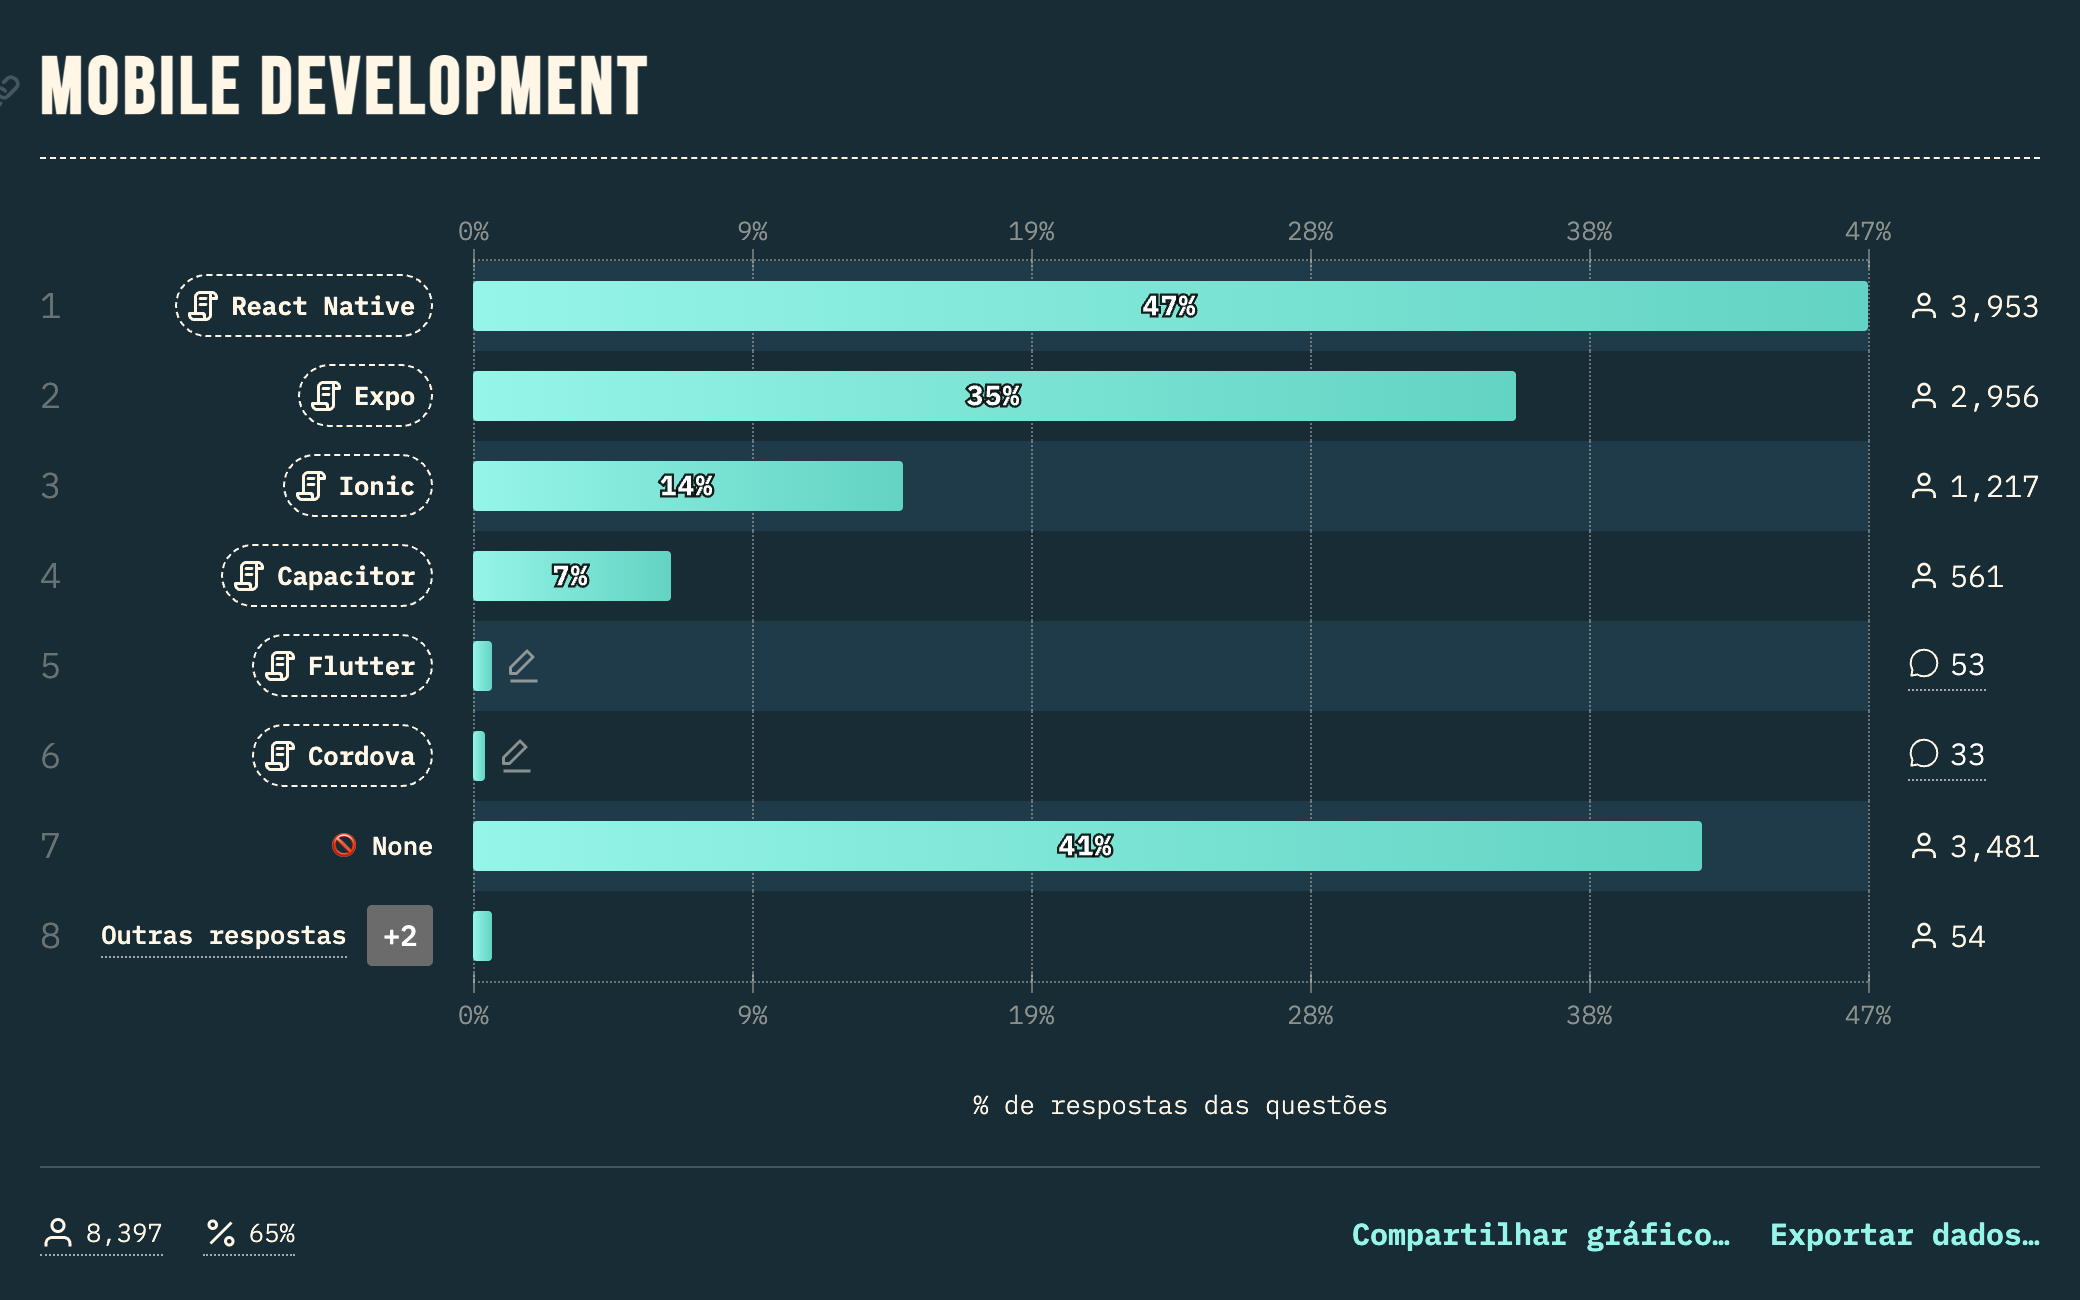 MOBILE DEVELOPMENT
0% 9% 19% 28% 38% 47%
1 React Native 47% 3,953
2 Expo 35% 2,956
3 Ionic 14% 1,217
4 Capacitor 7% 561
5 Flutter 53
6 Cordova 33
7 None 41% 3,481
8 Outras respostas +2 54
0% 9% 19% 28% 38% 47%
% de respostas das questões
8,397 65% Compartilhar gráfico… Exportar dados…